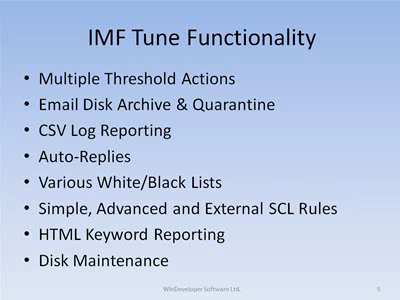 IMF Tune Functionality
• Multiple Threshold Actions
• Email Disk Archive & Quarantine
• CSV Log Reporting
• Auto-Replies
• Various White/Black Lists
• Simple, Advanced and External SCL Rules
• HTML Keyword Reporting
• Disk Maintenance
WinDeveloper Software Ltd.
5